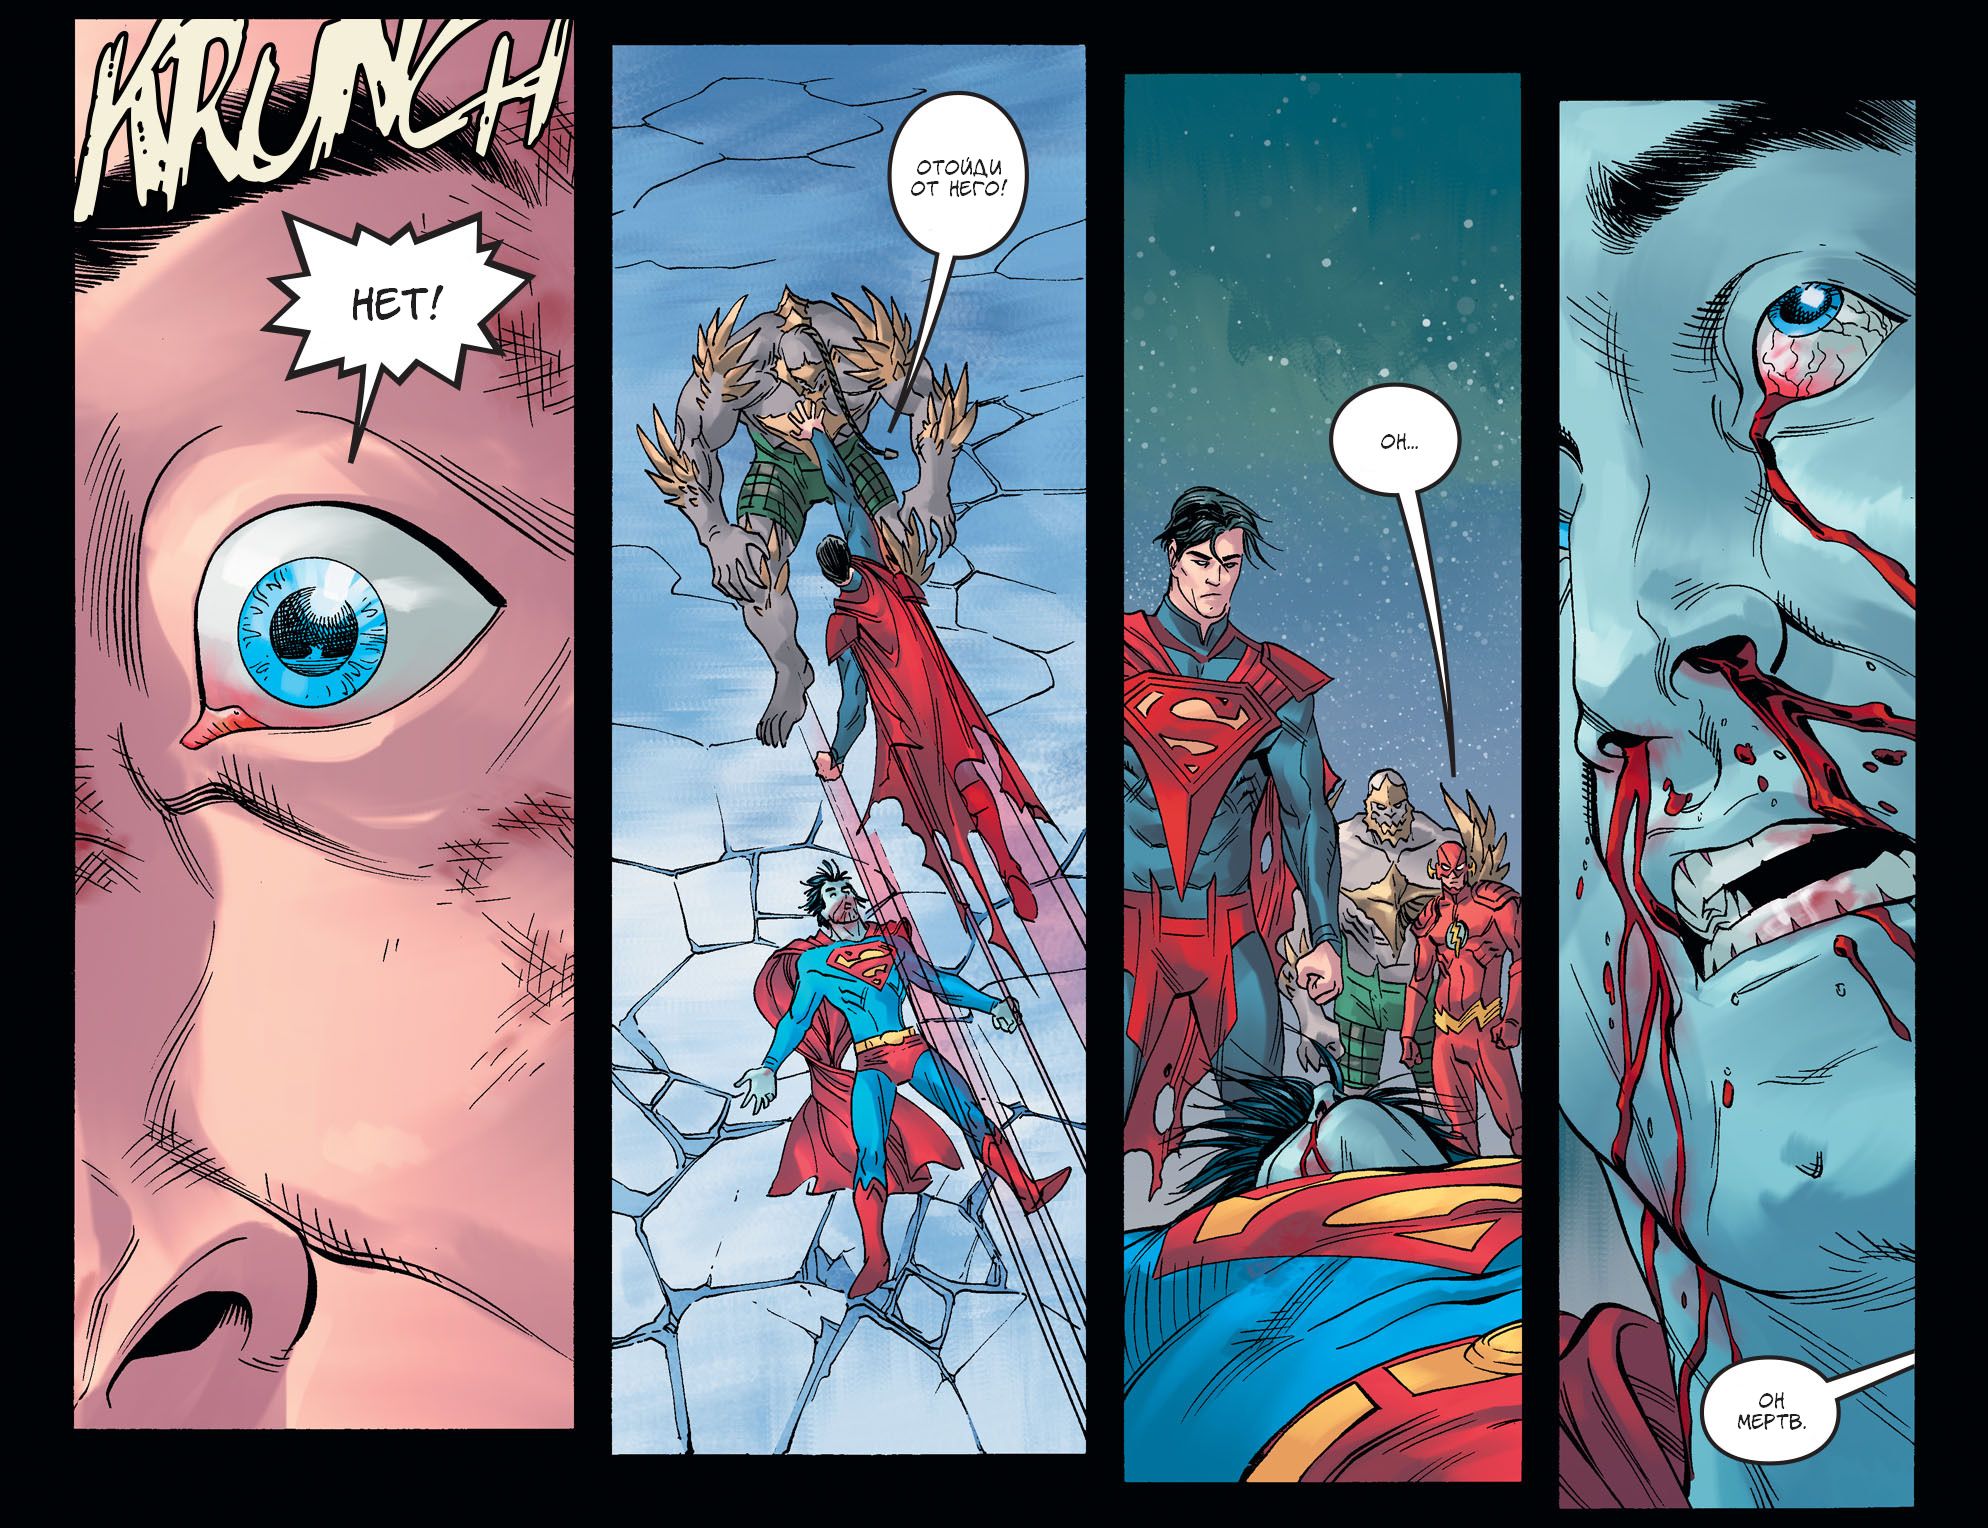 KRUNCH
НЕТ!
ОТОЙДИ
ОТ НЕГО!
ОН...
ОН
МЕРТВ.